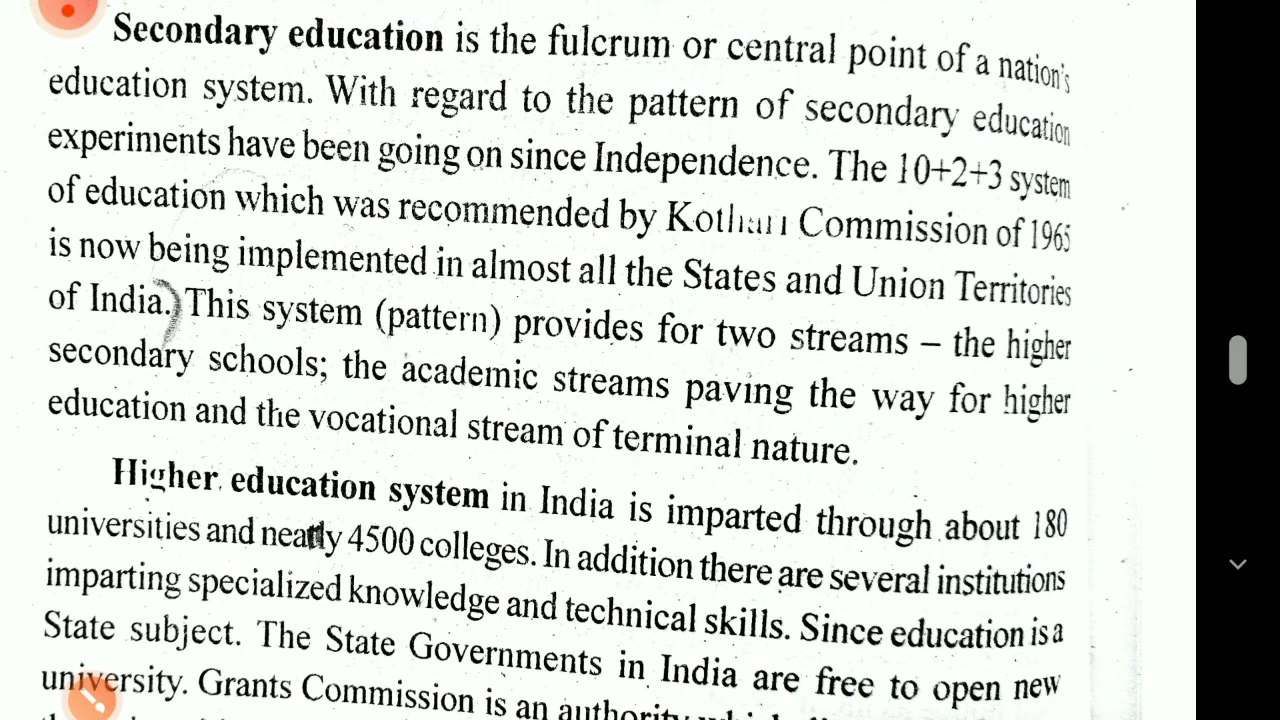 Secondary education is the fulcrum or central point of a nation's
education system. With regard to the pattern of secondary education
experiments have been going on since Independence. The 10+2+3 system
of education which was recommended by Kothari Commission of 1965
is now being implemented in almost all the States and Union Territories
of India.) This system (pattern) provides for two streams – the higher
secondary schools; the academic streams paving the way for higher
education and the vocational stream of terminal nature.
Higher education system in India is imparted through about 180
universities and nearly 4500 colleges. In addition there are several institutions
imparting specialized knowledge and technical skills. Since education is a
State subject. The State Governments in India are free to open new
university. Grants Commission is an authority which